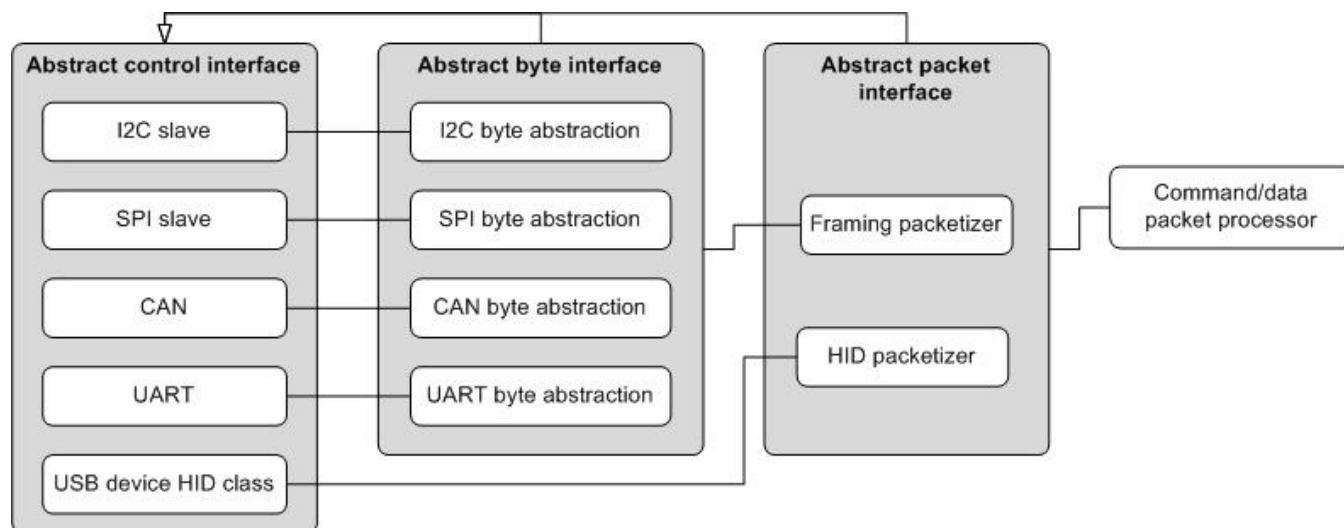 Abstract control interface
I2C slave
SPI slave
CAN
UART
USB device HID class
Abstract byte interface
I2C byte abstraction
SPI byte abstraction
CAN byte abstraction
UART byte abstraction
Abstract packet
interface
Framing packetizer
HID packetizer
Command/data
packet processor